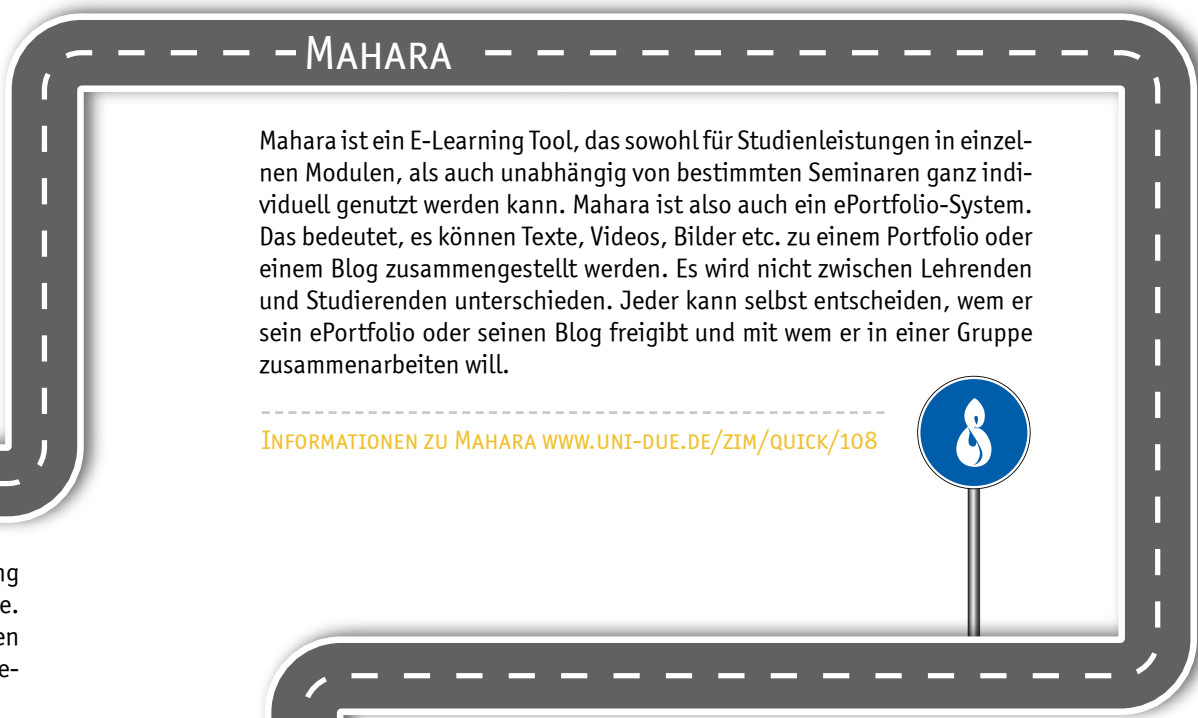 MAHARA
Mahara ist ein E-Learning Tool, das sowohl für Studienleistungen in einzel-
nen Modulen, als auch unabhängig von bestimmten Seminaren ganz indi-
viduell genutzt werden kann. Mahara ist also auch ein ePortfolio-System.
Das bedeutet, es können Texte, Videos, Bilder etc. zu einem Portfolio oder
einem Blog zusammengestellt werden. Es wird nicht zwischen Lehrenden
und Studierenden unterschieden. Jeder kann selbst entscheiden, wem er
sein ePortfolio oder seinen Blog freigibt und mit wem er in einer Gruppe
zusammenarbeiten will.
INFORMATIONEN ZU MAHARA WWW.UNI-DUE.DE/ZIM/QUICK/108
ng
e.
en
e-